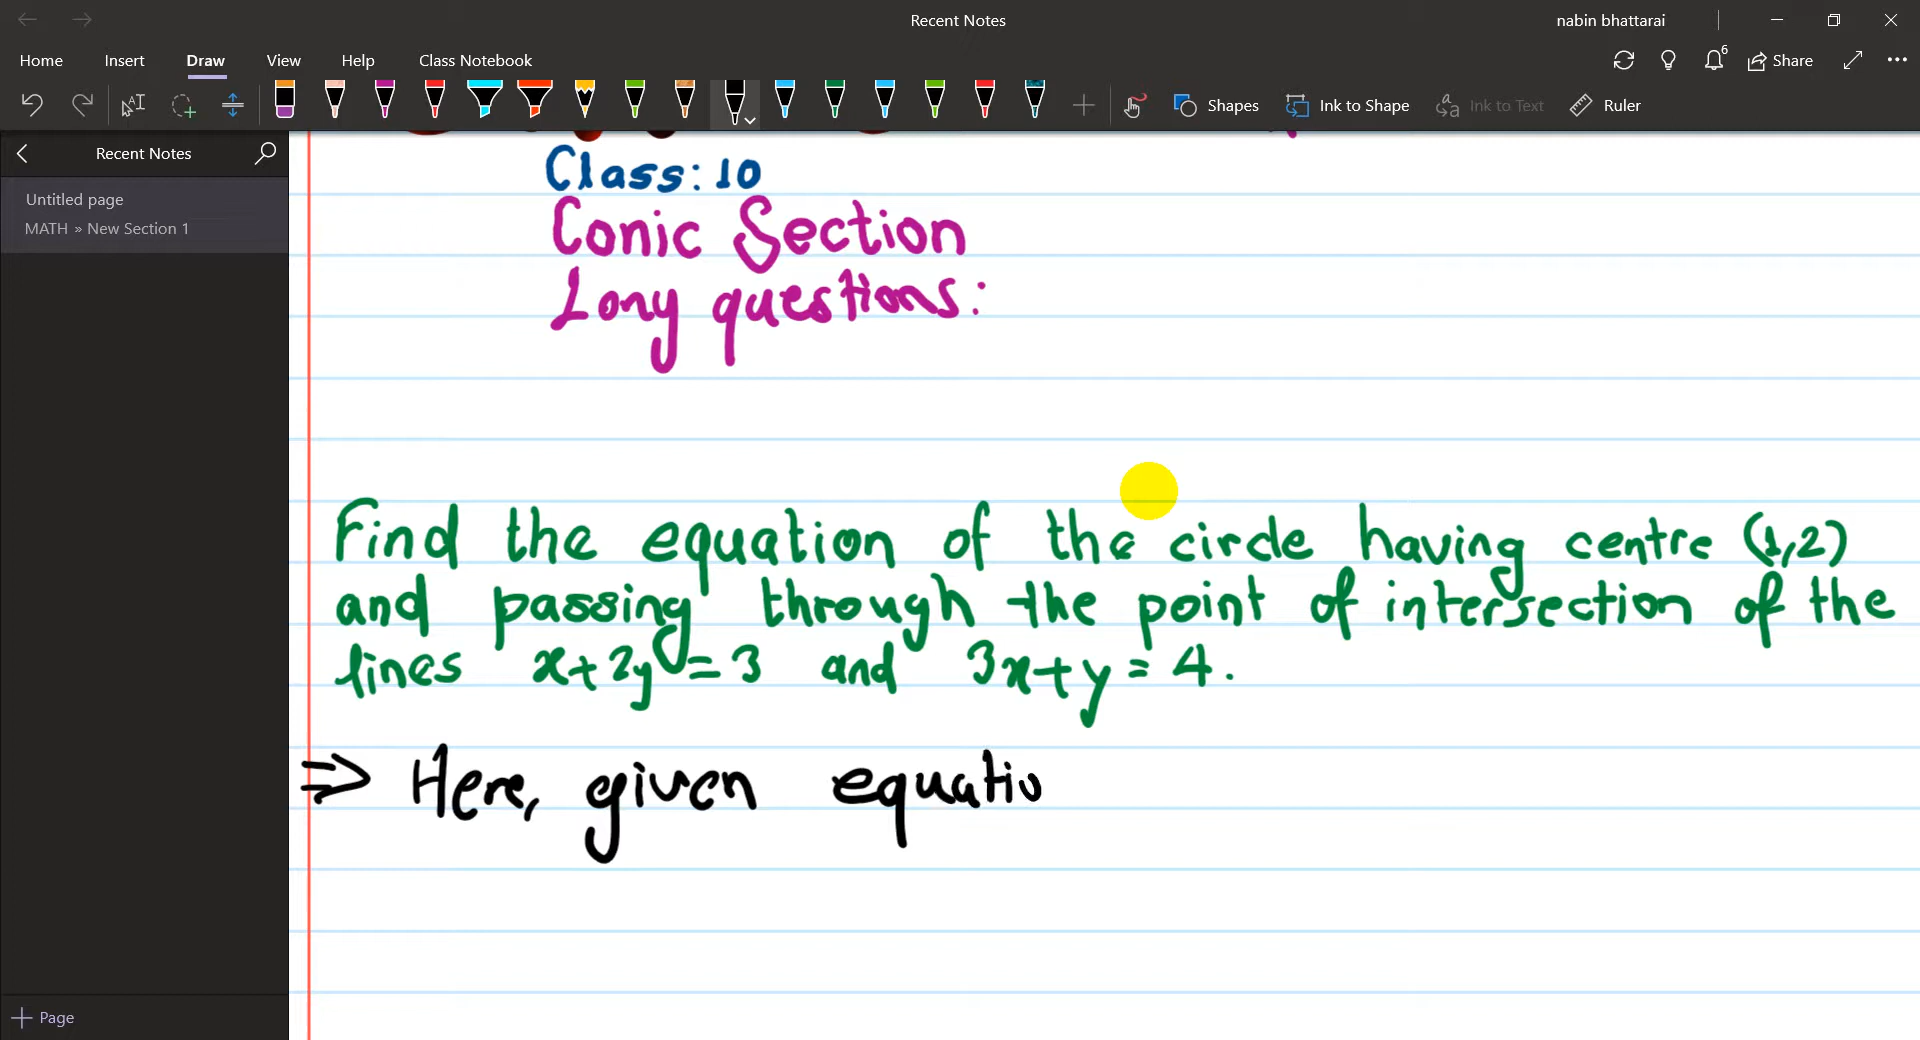 Recent Notes
nabin bhattarai
Home Insert Draw View Help Class Notebook
6
Share
Shapes Ink to Shape Ink to Text Ruler
Recent Notes
Untitled page
MATH » New Section 1
Class: 10
Conic Section
Long questions:
Find the equation of the circle having centre (1,2)
and passing through the point of intersection of the
lines x+2y=3 and 3x+y=4.
⇒ Here, given equatio
+ Page